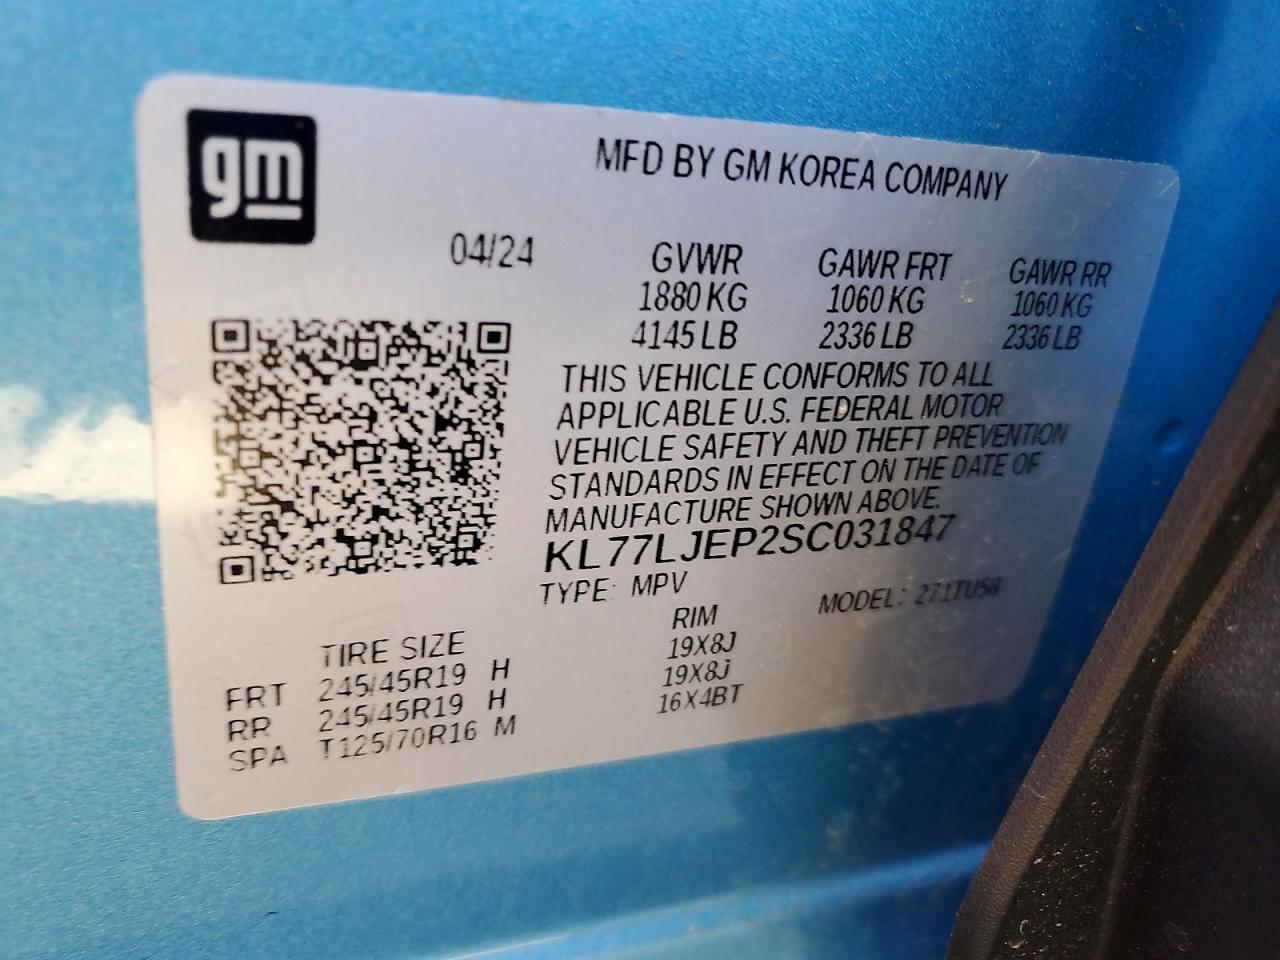 gm
MFD BY GM KOREA COMPANY
04/24 GVWR GAWR FRT GAWR RR
1880 KG 1060 KG 1060 KG
4145 LB 2336 LB 2336 LB
THIS VEHICLE CONFORMS TO ALL
APPLICABLE U.S. FEDERAL MOTOR
VEHICLE SAFETY AND THEFT PREVENTION
STANDARDS IN EFFECT ON THE DATE OF
MANUFACTURE SHOWN ABOVE.
KL77LJEP2SC031847
TYPE: MPV MODEL: 271TU58
TIRE SIZE RIM
FRT 245/45R19 H 19X8J
RR 245/45R19 H 19X8J
SPA T125/70R16 M 16X4BT